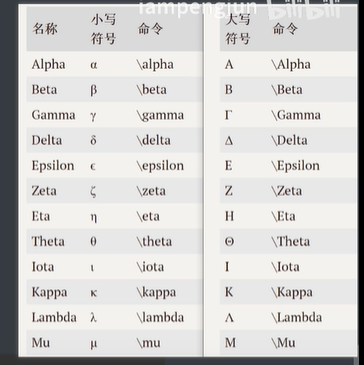 iampengjun bilibili
名称 小写符号 命令 大写符号 命令
Alpha α \alpha A \Alpha
Beta β \beta B \Beta
Gamma γ \gamma Γ \Gamma
Delta δ \delta Δ \Delta
Epsilon ϵ \epsilon E \Epsilon
Zeta ζ \zeta Z \Zeta
Eta η \eta H \Eta
Theta θ \theta Θ \Theta
Iota ι \iota I \Iota
Kappa κ \kappa K \Kappa
Lambda λ \lambda Λ \Lambda
Mu μ \mu M \Mu